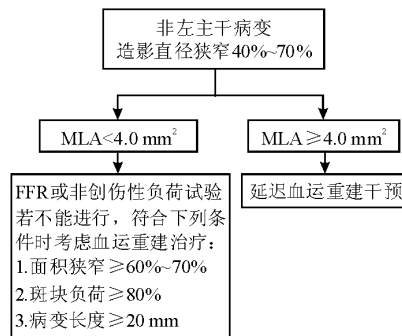 非左主干病变
造影直径狭窄40%~70%
MLA<4.0 mm²
MLA≥4.0 mm²
FFR或非创伤性负荷试验
若不能进行，符合下列条
件时考虑血运重建治疗：
1.面积狭窄≥60%~70%
2.斑块负荷≥80%
3.病变长度≥20 mm
延迟血运重建干预